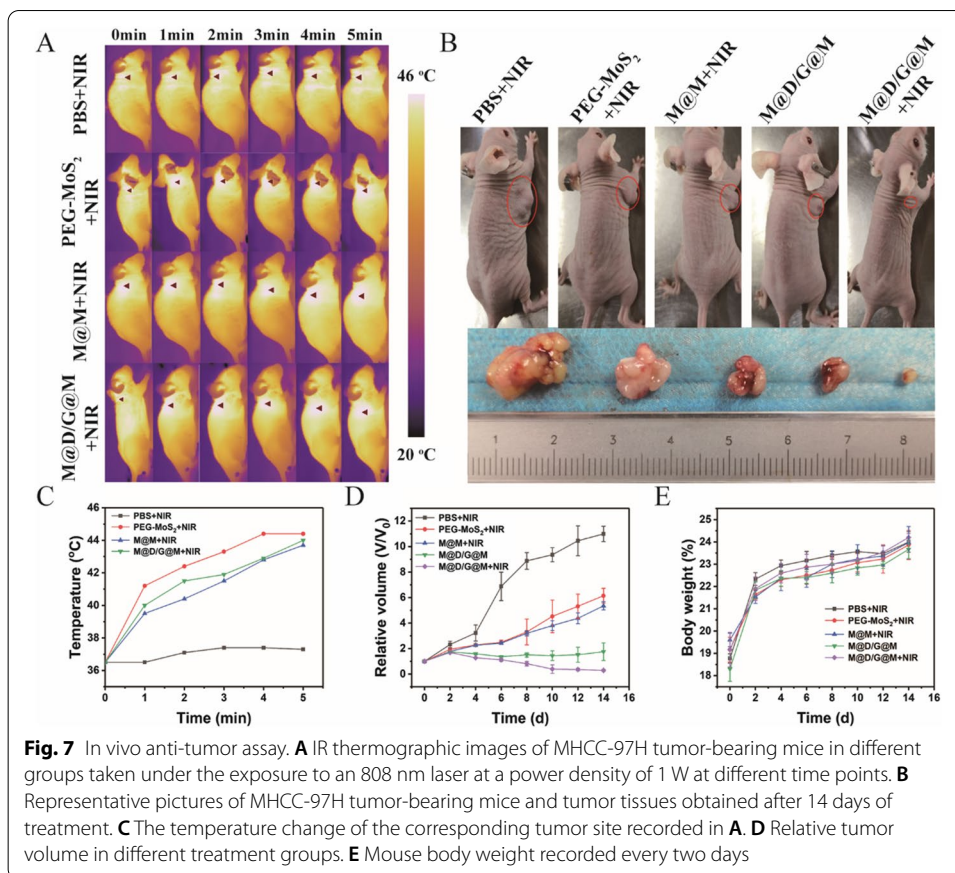 A
0min 1min 2min 3min 4min 5min
PBS+NIR
PEG-MoS₂
+NIR
M@M+NIR
M@D/G@M
+NIR
46 °C
20 °C
B
PBS+NIR
PEG-MoS₂
+NIR
M@M+NIR
M@D/G@M
M@D/G@M
+NIR
1 2 3 4 5 6 7 8
C
PBS+NIR
PEG-MoS₂+NIR
M@M+NIR
M@D/G@M+NIR
Temperature (°C)
44
42
40
38
36
0 1 2 3 4 5
Time (min)
D
PBS+NIR
PEG-MoS₂+NIR
M@M+NIR
M@D/G@M
M@D/G@M+NIR
Relative volume (V/V₀)
12
10
8
6
4
2
0
0 2 4 6 8 10 12 14 16
Time (d)
E
Body weight (%)
24
23
22
21
20
19
18
PBS+NIR
PEG-MoS₂+NIR
M@M+NIR
M@D/G@M
M@D/G@M+NIR
0 2 4 6 8 10 12 14 16
Time (d)
Fig. 7 In vivo anti-tumor assay. A IR thermographic images of MHCC-97H tumor-bearing mice in different
groups taken under the exposure to an 808 nm laser at a power density of 1 W at different time points. B
Representative pictures of MHCC-97H tumor-bearing mice and tumor tissues obtained after 14 days of
treatment. C The temperature change of the corresponding tumor site recorded in A. D Relative tumor
volume in different treatment groups. E Mouse body weight recorded every two days